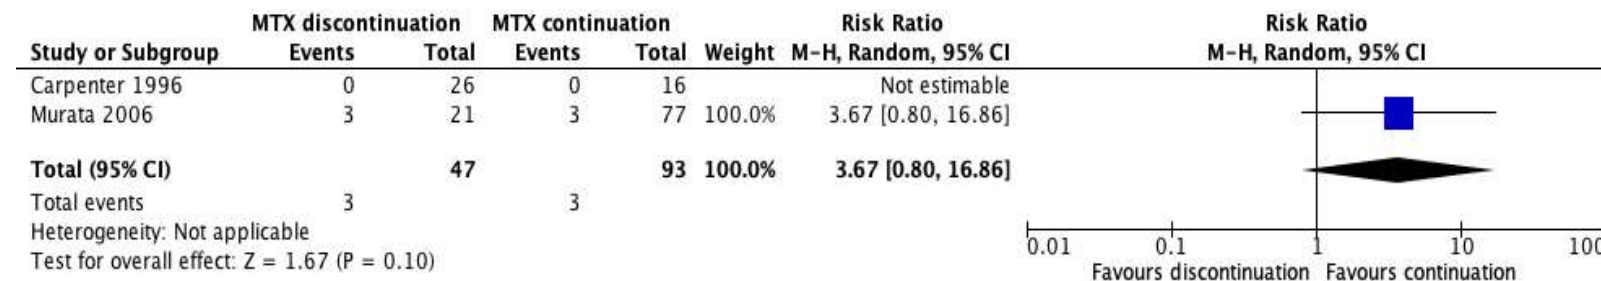 MTX discontinuation MTX continuation Risk Ratio Risk Ratio
Study or Subgroup Events Total Events Total Weight M-H, Random, 95% CI M-H, Random, 95% CI
Carpenter 1996 0 26 0 16 Not estimable
Murata 2006 3 21 3 77 100.0% 3.67 [0.80, 16.86]
Total (95% CI) 47 93 100.0% 3.67 [0.80, 16.86]
Total events 3 3
Heterogeneity: Not applicable
Test for overall effect: Z = 1.67 (P = 0.10)
0.01 0.1 1 10 100
Favours discontinuation Favours continuation